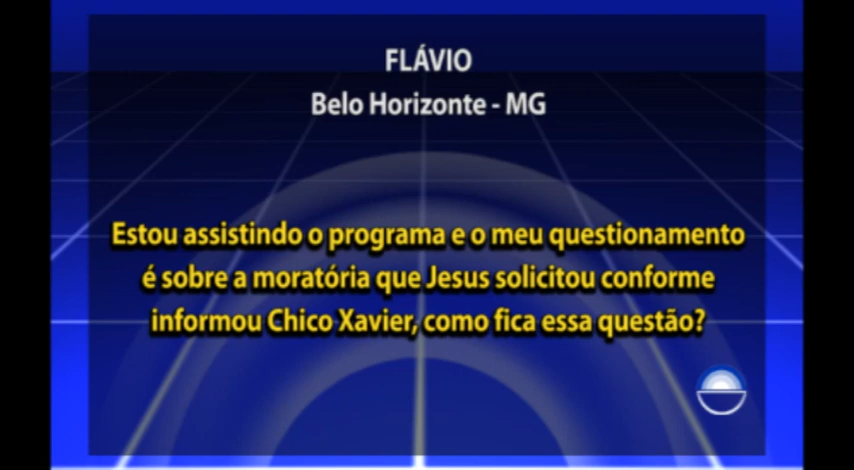 FLÁVIO
Belo Horizonte - MG
Estou assistindo o programa e o meu questionamento
é sobre a moratória que Jesus solicitou conforme
informou Chico Xavier, como fica essa questão?